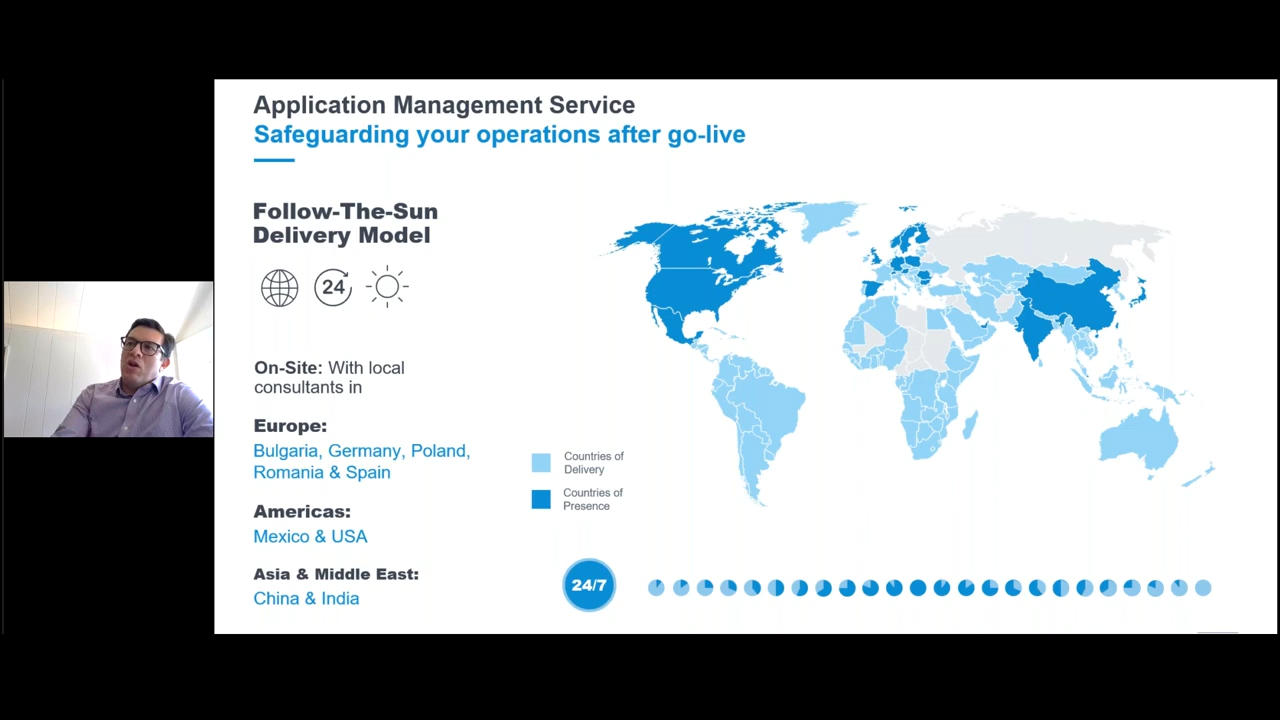 Application Management Service
Safeguarding your operations after go-live
Follow-The-Sun
Delivery Model
24
On-Site: With local
consultants in
Europe:
Bulgaria, Germany, Poland,
Romania & Spain
Americas:
Mexico & USA
Asia & Middle East:
China & India
Countries of
Delivery
Countries of
Presence
24/7